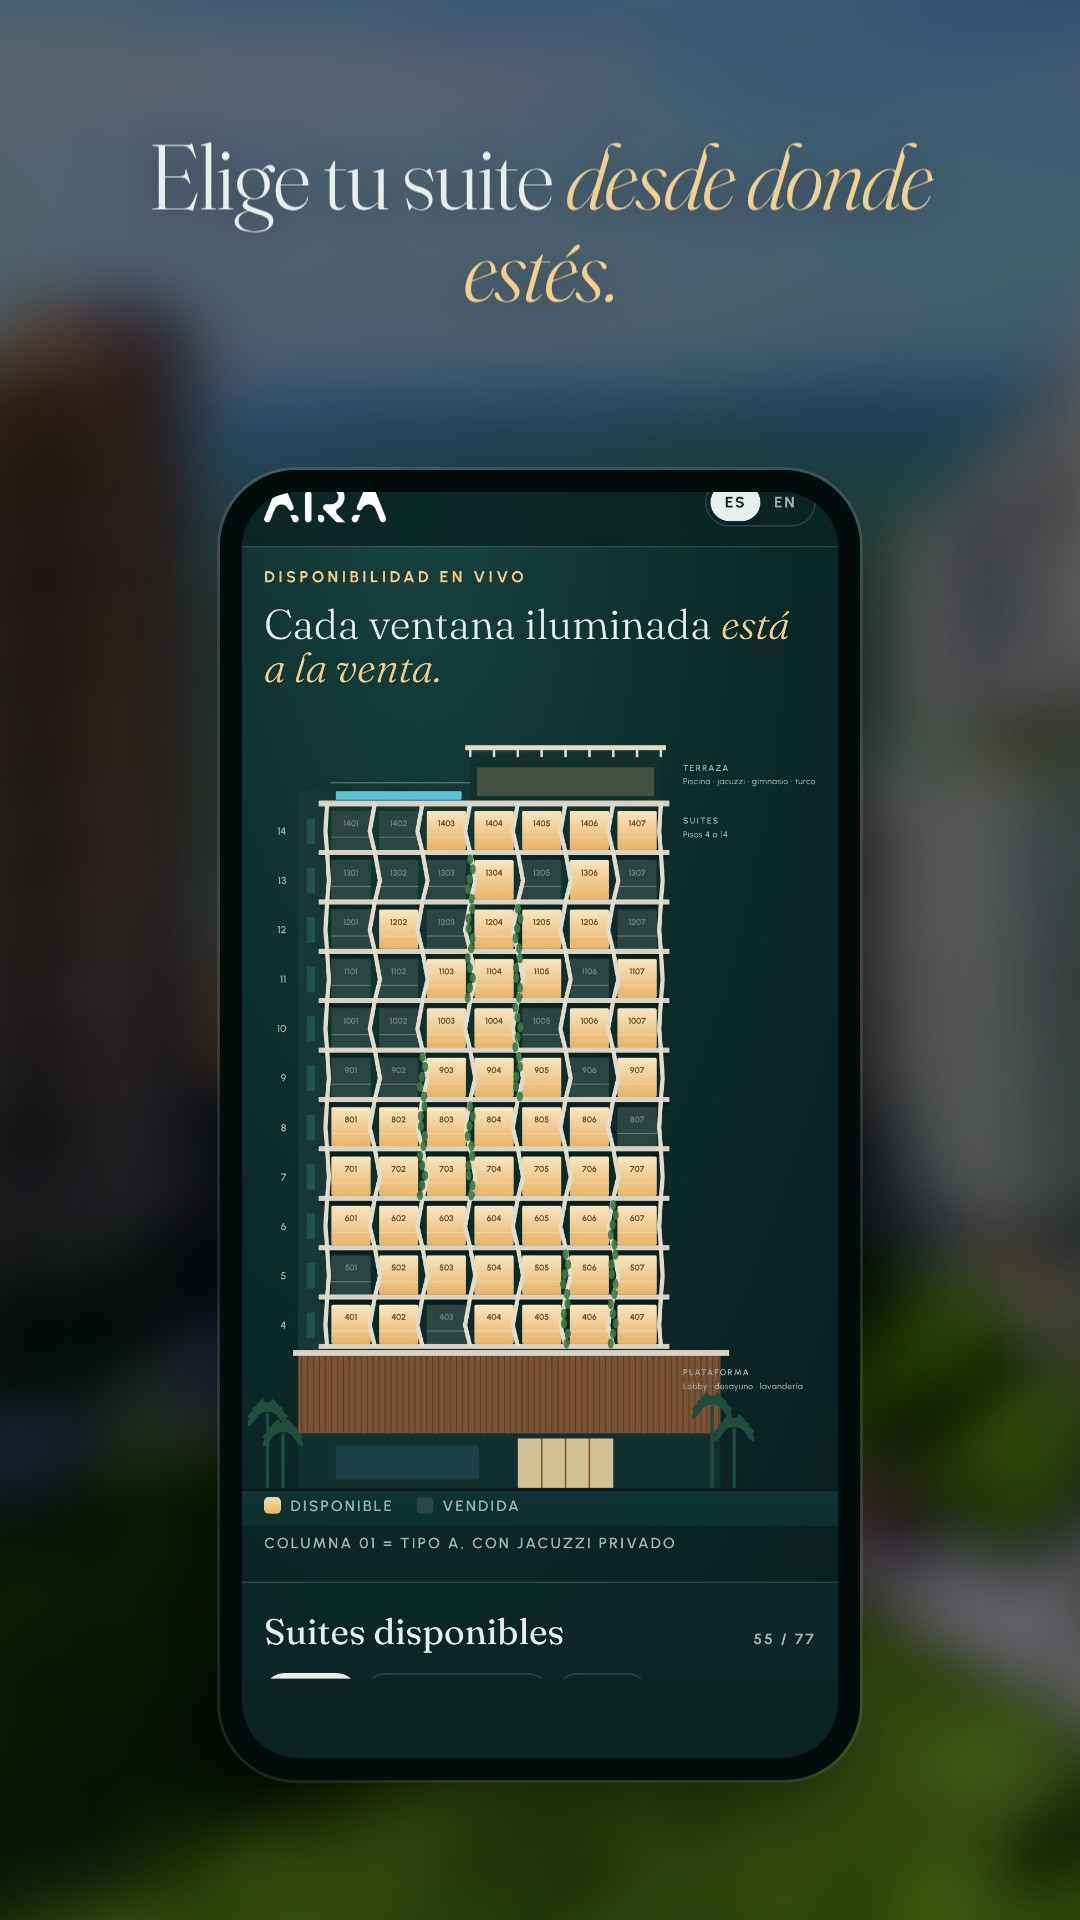 Elige tu suite desde donde
estés.
AIRA
ES EN
DISPONIBILIDAD EN VIVO
Cada ventana iluminada está
a la venta.
TERRAZA
Piscina · jacuzzi · gimnasio · turco
SUITES
Pisos 4 a 14
14 1401 1402 1403 1404 1405 1406 1407
13 1301 1302 1303 1304 1305 1306 1307
12 1201 1202 1203 1204 1205 1206 1207
11 1101 1102 1103 1104 1105 1106 1107
10 1001 1002 1003 1004 1005 1006 1007
9 901 902 903 904 905 906 907
8 801 802 803 804 805 806 807
7 701 702 703 704 705 706 707
6 601 602 603 604 605 606 607
5 501 502 503 504 505 506 507
4 401 402 403 404 405 406 407
PLATAFORMA
Lobby · desayuno · lavandería
DISPONIBLE VENDIDA
COLUMNA 01 = TIPO A, CON JACUZZI PRIVADO
Suites disponibles 55 / 77